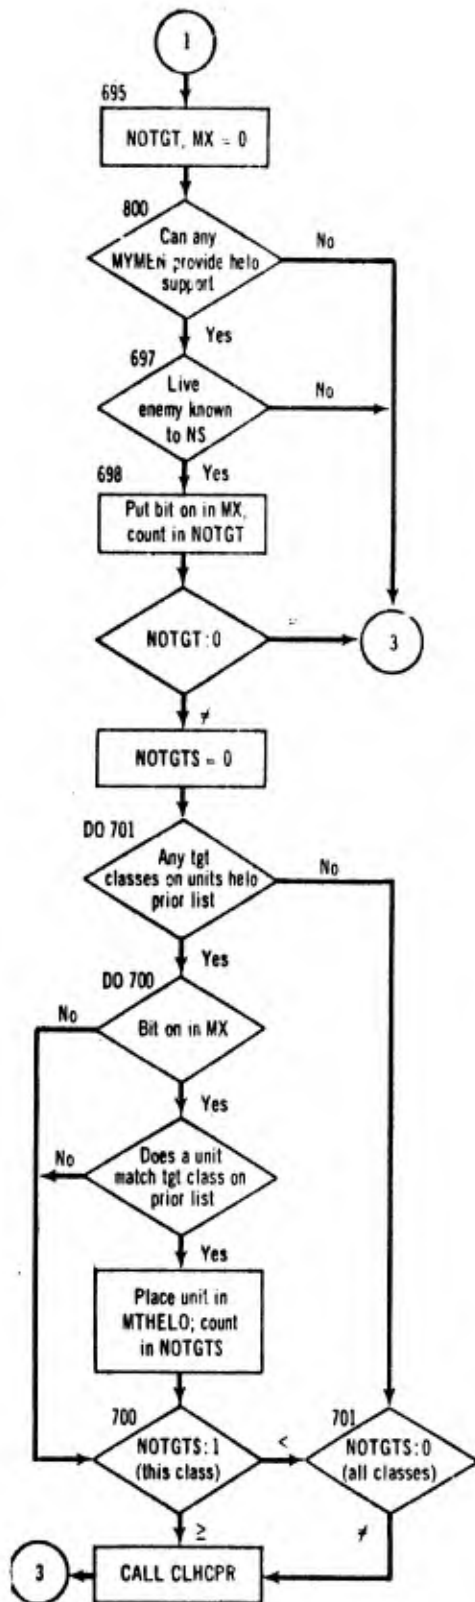 1
695
NOTGT, MX = 0
800
Can any
MYMEN provide helo
support
No
Yes
697
Live
enemy known
to NS
No
Yes
698
Put bit on in MX,
count in NOTGT
NOTGT:0
=
3
≠
NOTGTS = 0
DO 701
Any tgt
classes on units helo
prior list
No
Yes
DO 700
Bit on in MX
No
Yes
Does a unit
match tgt class on
prior list
No
Yes
Place unit in
MTHELO; count
in NOTGTS
700
NOTGTS:1
(this class)
<
701
NOTGTS:0
(all classes)
≥
≠
3
CALL CLHCPR